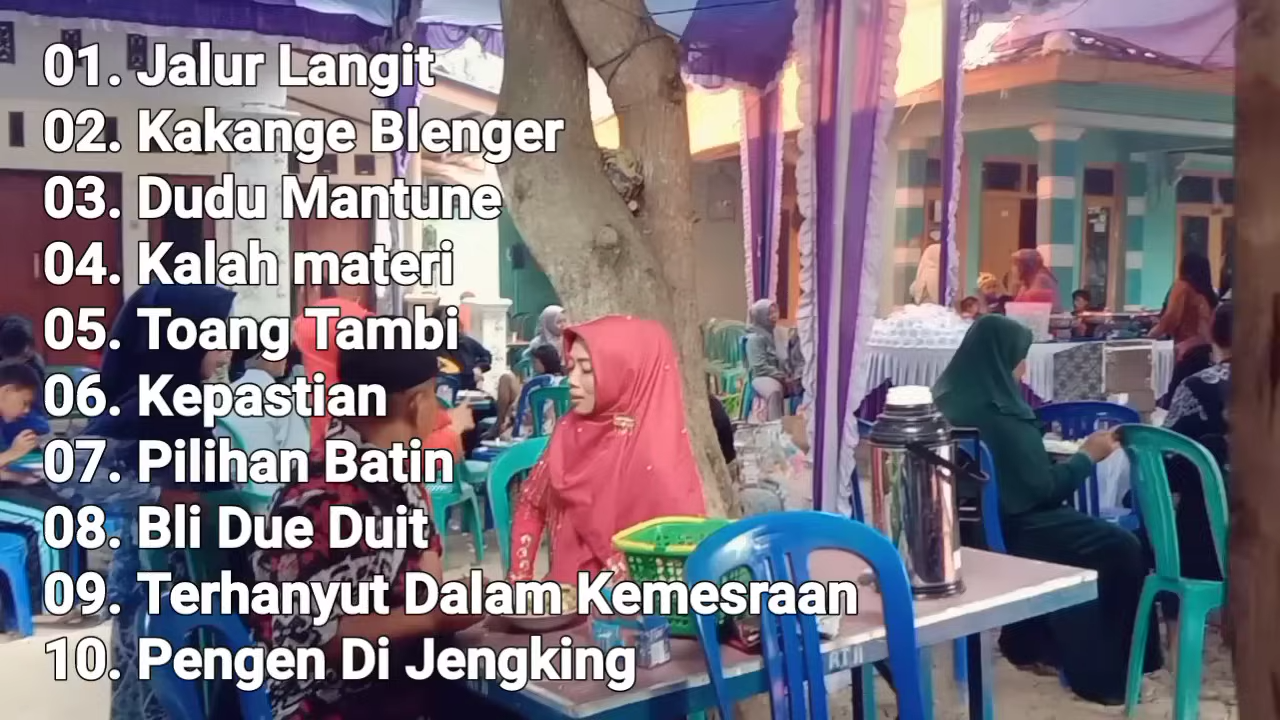 01. Jalur Langit
02. Kakange Blenger
03. Dudu Mantune
04. Kalah materi
05. Toang Tambi
06. Kepastian
07. Pilihan Batin
08. Bli Due Duit
09. Terhanyut Dalam Kemesraan
10. Pengen Di Jengking